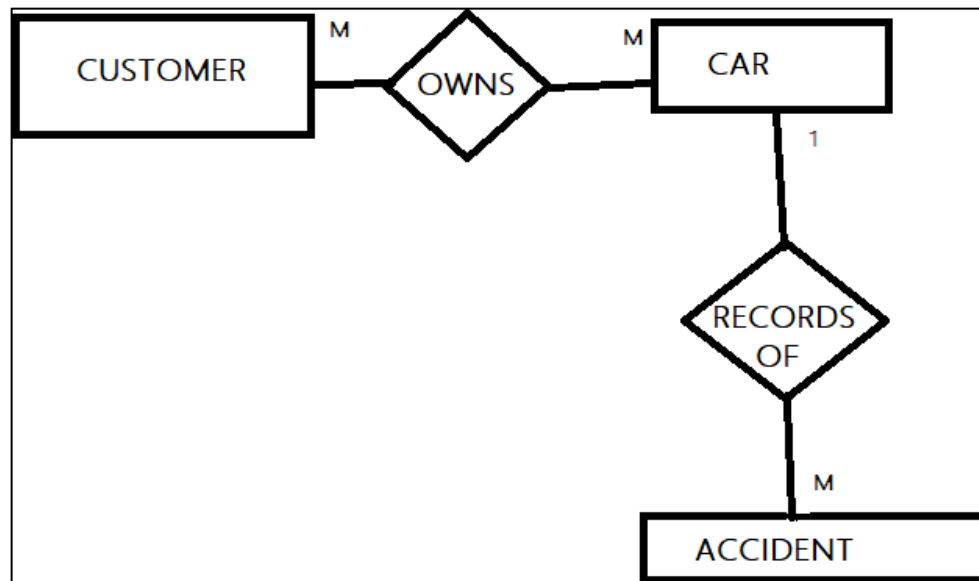 CUSTOMER
M
OWNS
M
CAR
1
RECORDS
OF
M
ACCIDENT